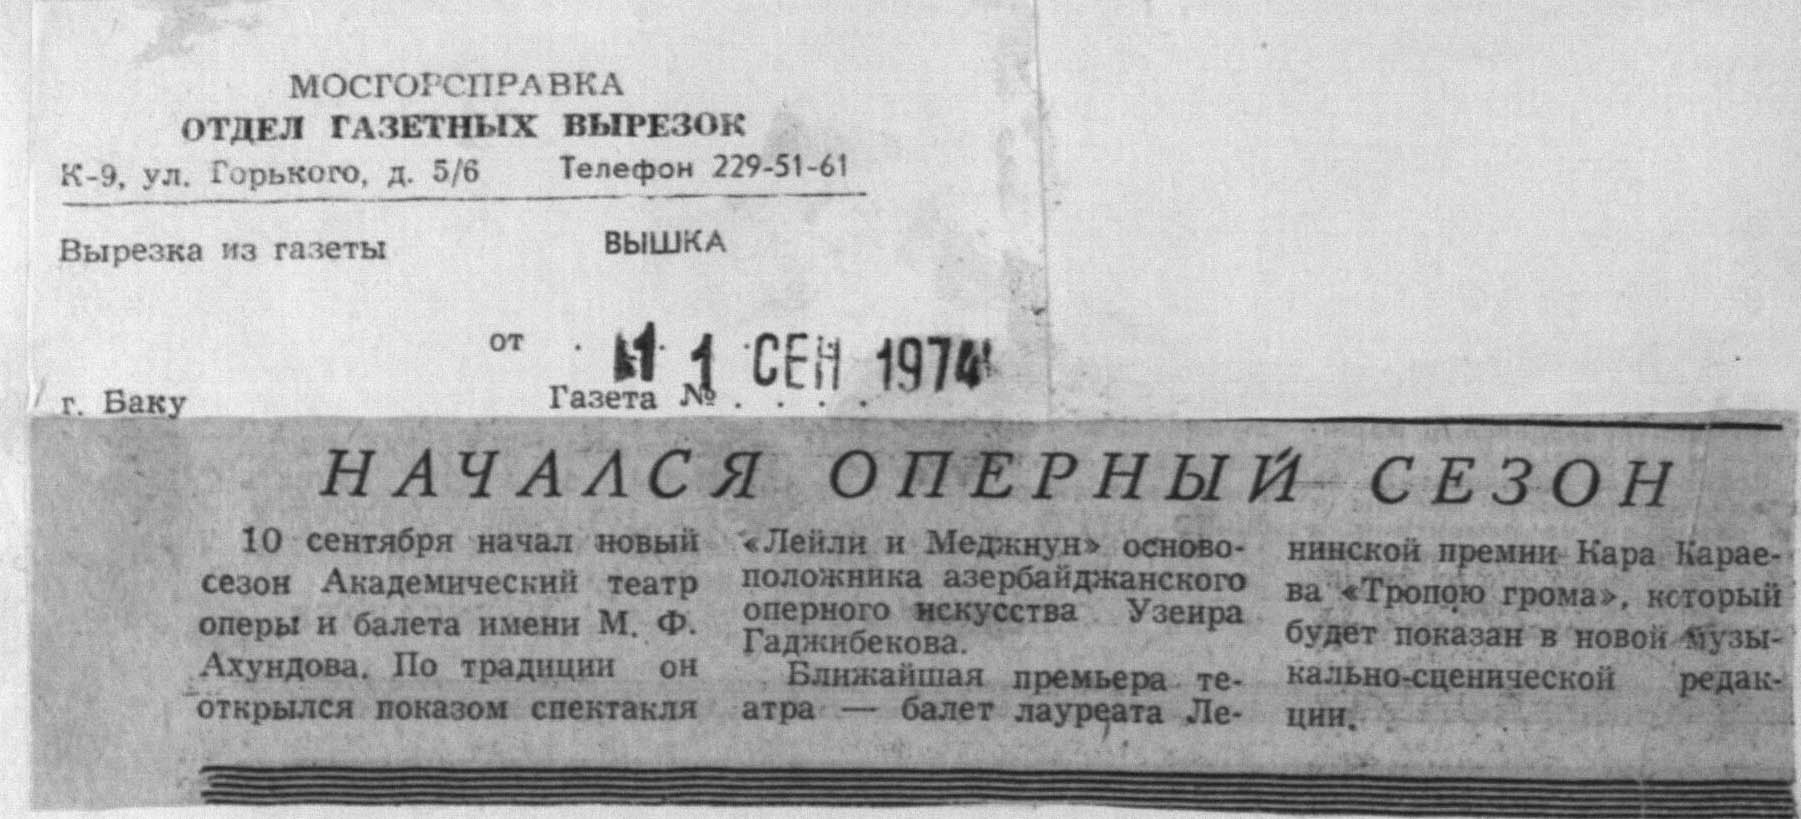 МОСГОРСПРАВКА
ОТДЕЛ ГАЗЕТНЫХ ВЫРЕЗОК
К-9, ул. Горького, д. 5/6 Телефон 229-51-61
Вырезка из газеты ВЫШКА
от . 11 СЕН 1974
г. Баку Газета № . . . .
НАЧАЛСЯ ОПЕРНЫЙ СЕЗОН
10 сентября начал новый
сезон Академический театр
оперы и балета имени М. Ф.
Ахундова. По традиции он
открылся показом спектакля
«Лейли и Меджнун» осново-
положника азербайджанского
оперного искусства Узеира
Гаджибекова.
Ближайшая премьера те-
атра — балет лауреата Ле-
нинской премии Кара Карае-
ва «Тропою грома», который
будет показан в новой музы-
кально-сценической редак-
ции.